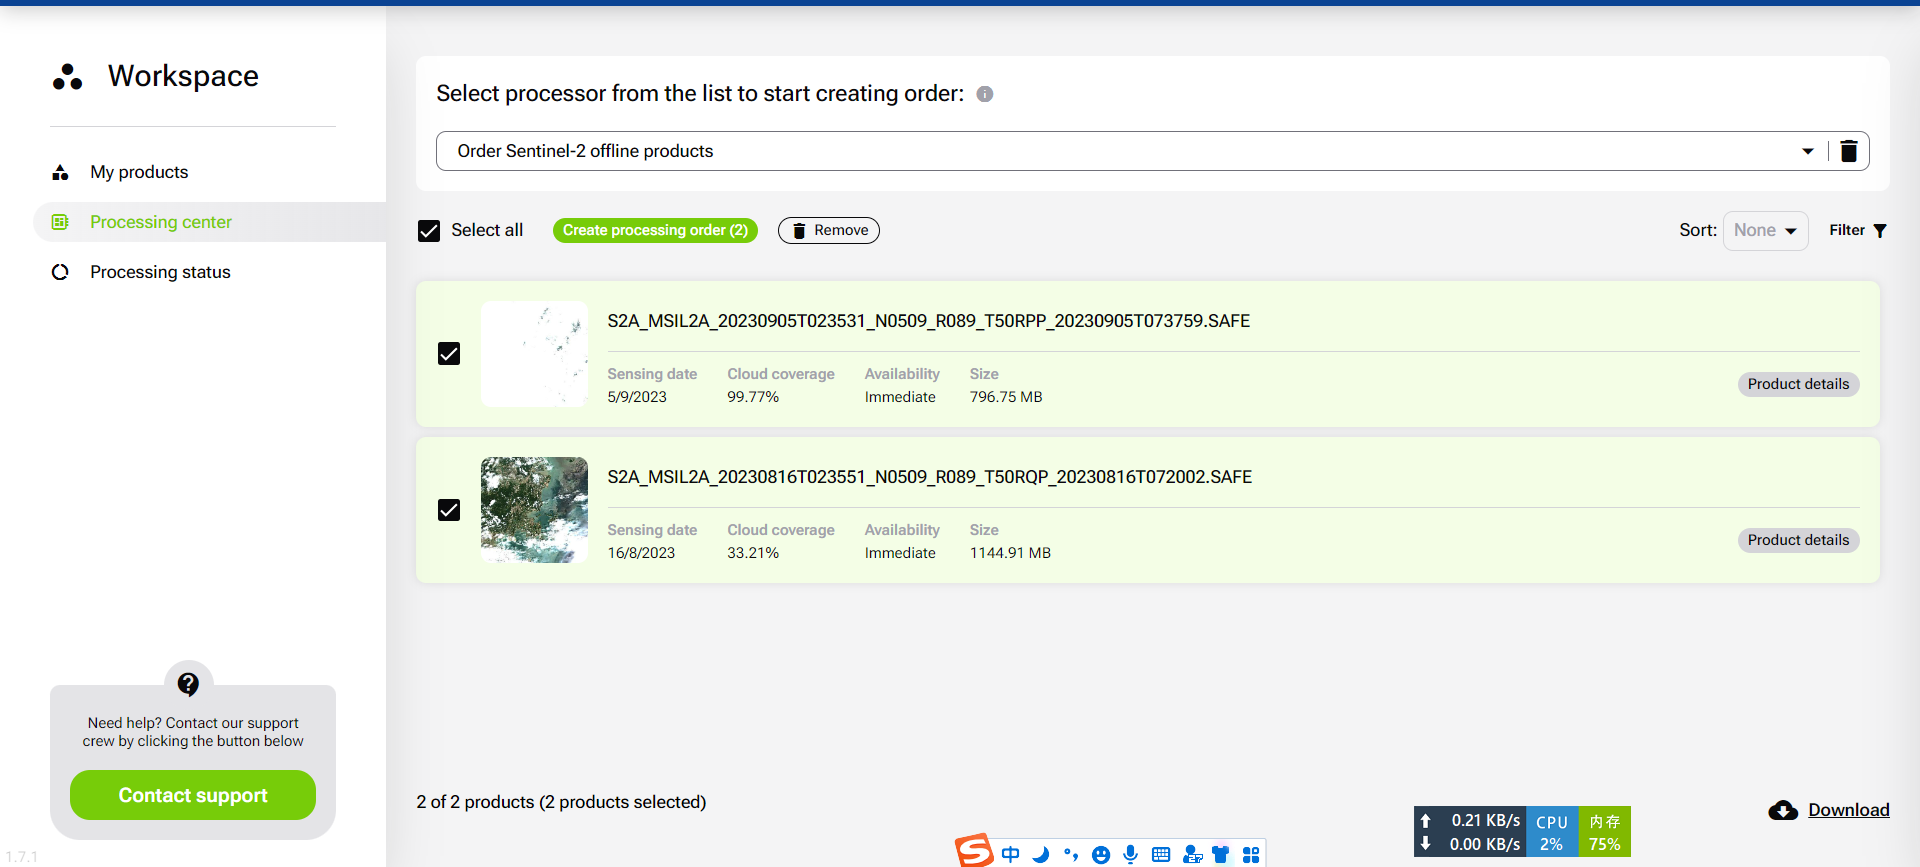 Workspace
My products
Processing center
Processing status
Need help? Contact our support
crew by clicking the button below
Contact support
1.7.1
Select processor from the list to start creating order:
Order Sentinel-2 offline products
Select all
Create processing order (2)
Remove
Sort: None
Filter
S2A_MSIL2A_20230905T023531_N0509_R089_T50RPP_20230905T073759.SAFE
Sensing date Cloud coverage Availability Size
5/9/2023 99.77% Immediate 796.75 MB
Product details
S2A_MSIL2A_20230816T023551_N0509_R089_T50RQP_20230816T072002.SAFE
Sensing date Cloud coverage Availability Size
16/8/2023 33.21% Immediate 1144.91 MB
Product details
2 of 2 products (2 products selected)
Download
0.21 KB/s CPU 内存
0.00 KB/s 2% 75%
S 中